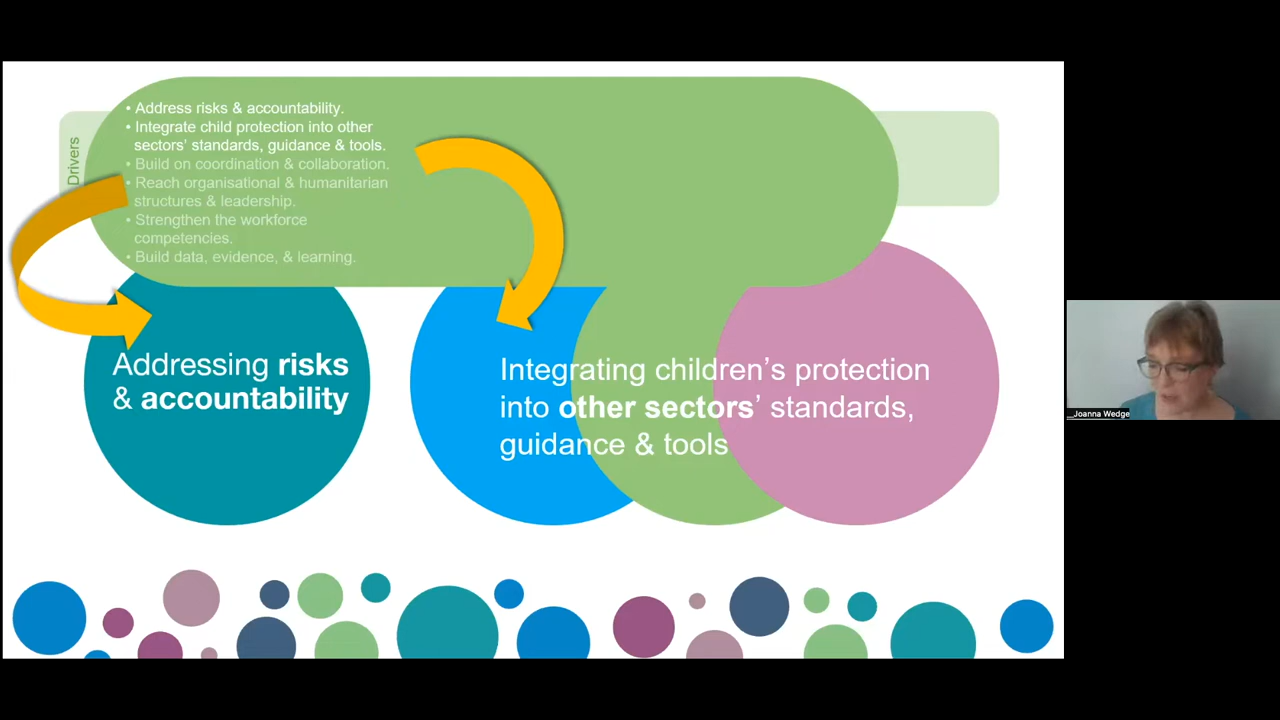 Drivers
• Address risks & accountability.
• Integrate child protection into other
sectors' standards, guidance & tools.
• Build on coordination & collaboration.
• Reach organisational & humanitarian
structures & leadership.
• Strengthen the workforce
competencies.
• Build data, evidence, & learning.
Addressing risks
& accountability
Integrating children's protection
into other sectors' standards,
guidance & tools
__Joanna Wedge